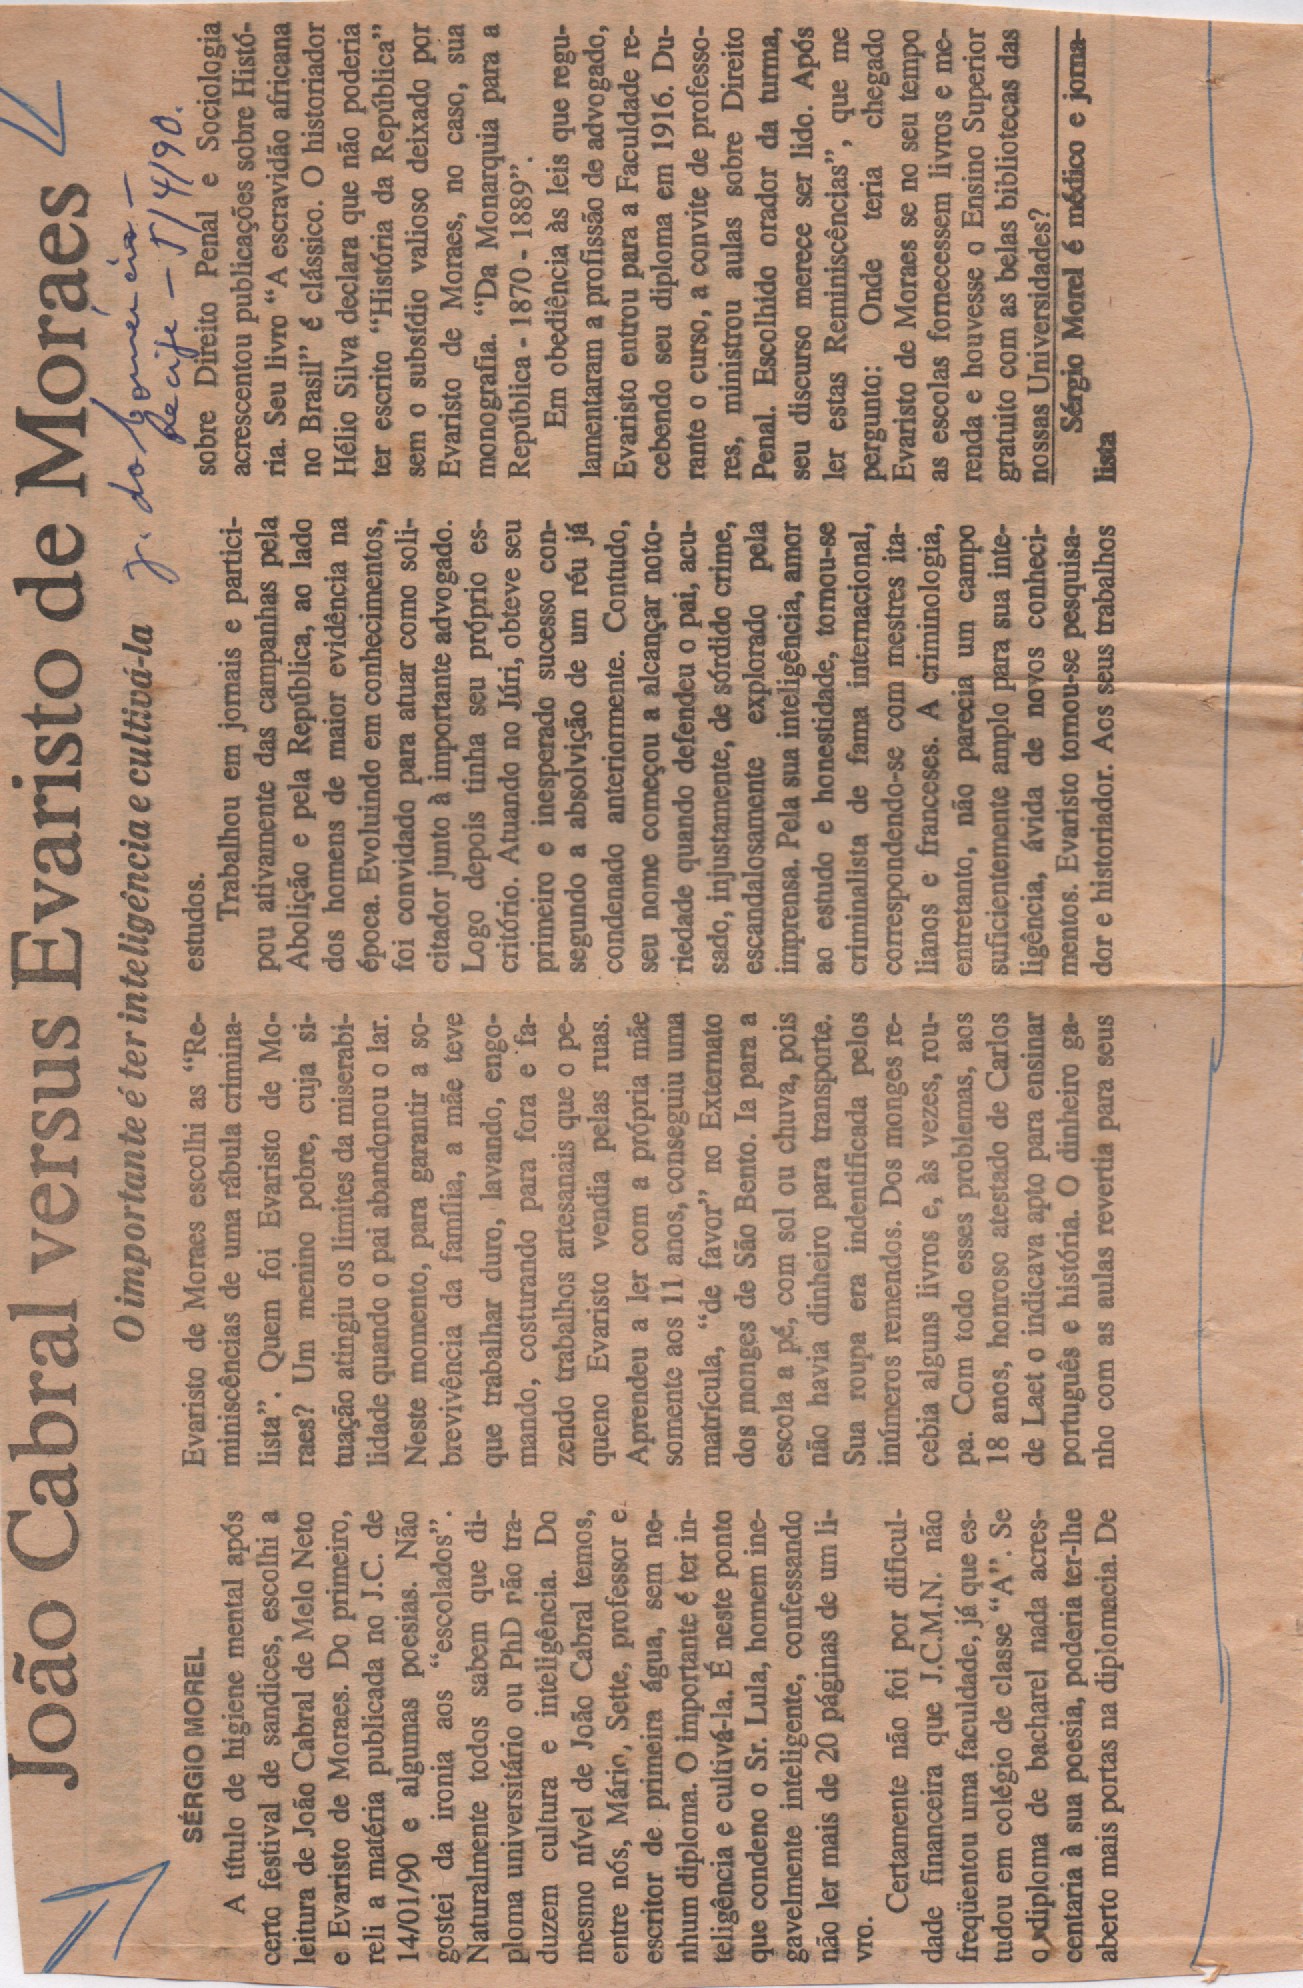 João Cabral versus Evaristo de Moraes
O importante é ter inteligência e cultivá-la
J. do Comércio –
Recife – 5/4/90.
SÉRGIO MOREL
A título de higiene mental após
certo festival de sandices, escolhi a
leitura de João Cabral de Melo Neto
e Evaristo de Moraes. Do primeiro,
reli a matéria publicada no J.C. de
14/01/90 e algumas poesias. Não
gostei da ironia aos “escolados”.
Naturalmente todos sabem que di-
ploma universitário ou PhD não tra-
duzem cultura e inteligência. Do
mesmo nível de João Cabral temos,
entre nós, Mário, Sette, professor e
escritor de primeira água, sem ne-
nhum diploma. O importante é ter in-
teligência e cultivá-la. É neste ponto
que condeno o Sr. Lula, homem ine-
gavelmente inteligente, confessando
não ler mais de 20 páginas de um li-
vro.
Certamente não foi por dificul-
dade financeira que J.C.M.N. não
freqüentou uma faculdade, já que es-
tudou em colégio de classe “A”. Se
o diploma de bacharel nada acres-
centaria à sua poesia, poderia ter-lhe
aberto mais portas na diplomacia. De
Evaristo de Moraes escolhi as “Re-
miniscências de uma rábula crimina-
lista”. Quem foi Evaristo de Mo-
raes? Um menino pobre, cuja si-
tuação atingiu os limites da miserabi-
lidade quando o pai abandonou o lar.
Neste momento, para garantir a so-
brevivência da família, a mãe teve
que trabalhar duro, lavando, engo-
mando, costurando para fora e fa-
zendo trabalhos artesanais que o pe-
queno Evaristo vendia pelas ruas.
Aprendeu a ler com a própria mãe
somente aos 11 anos, conseguiu uma
matrícula, “de favor” no Externato
dos monges de São Bento. Ia para a
escola a pé, com sol ou chuva, pois
não havia dinheiro para transporte.
Sua roupa era indentificada pelos
inúmeros remendos. Dos monges re-
cebia alguns livros e, às vezes, rou-
pa. Com todo esses problemas, aos
18 anos, honroso atestado de Carlos
de Laet o indicava apto para ensinar
português e história. O dinheiro ga-
nho com as aulas revertia para seus
estudos.
Trabalhou em jornais e partici-
pou ativamente das campanhas pela
Abolição e pela República, ao lado
dos homens de maior evidência na
época. Evoluindo em conhecimentos,
foi convidado para atuar como soli-
citador junto à importante advogado.
Logo depois tinha seu próprio es-
critório. Atuando no Júri, obteve seu
primeiro e inesperado sucesso con-
segundo a absolvição de um réu já
condenado anteriormente. Contudo,
seu nome começou a alcançar noto-
riedade quando defendeu o pai, acu-
sado, injustamente, de sórdido crime,
escandalosamente explorado pela
imprensa. Pela sua inteligência, amor
ao estudo e honestidade, tornou-se
criminalista de fama internacional,
correspondendo-se com mestres ita-
lianos e franceses. A criminologia,
entretanto, não parecia um campo
suficientemente amplo para sua inte-
ligência, ávida de novos conheci-
mentos. Evaristo tornou-se pesquisa-
dor e historiador. Aos seus trabalhos
sobre Direito Penal e Sociologia
acrescentou publicações sobre Histó-
ria. Seu livro “A escravidão africana
no Brasil” é clássico. O historiador
Hélio Silva declara que não poderia
ter escrito “História da República”
sem o subsídio valioso deixado por
Evaristo de Moraes, no caso, sua
monografia. “Da Monarquia para a
República - 1870 - 1889”.
Em obediência às leis que regu-
lamentaram a profissão de advogado,
Evaristo entrou para a Faculdade re-
cebendo seu diploma em 1916. Du-
rante o curso, a convite de professo-
res, ministrou aulas sobre Direito
Penal. Escolhido orador da turma,
seu discurso merece ser lido. Após
ler estas Reminiscências”, que me
pergunto: Onde teria chegado
Evaristo de Moraes se no seu tempo
as escolas fornecessem livros e me-
renda e houvesse o Ensino Superior
gratuito com as belas bibliotecas das
nossas Universidades?
Sérgio Morel é médico e jorna-
lista